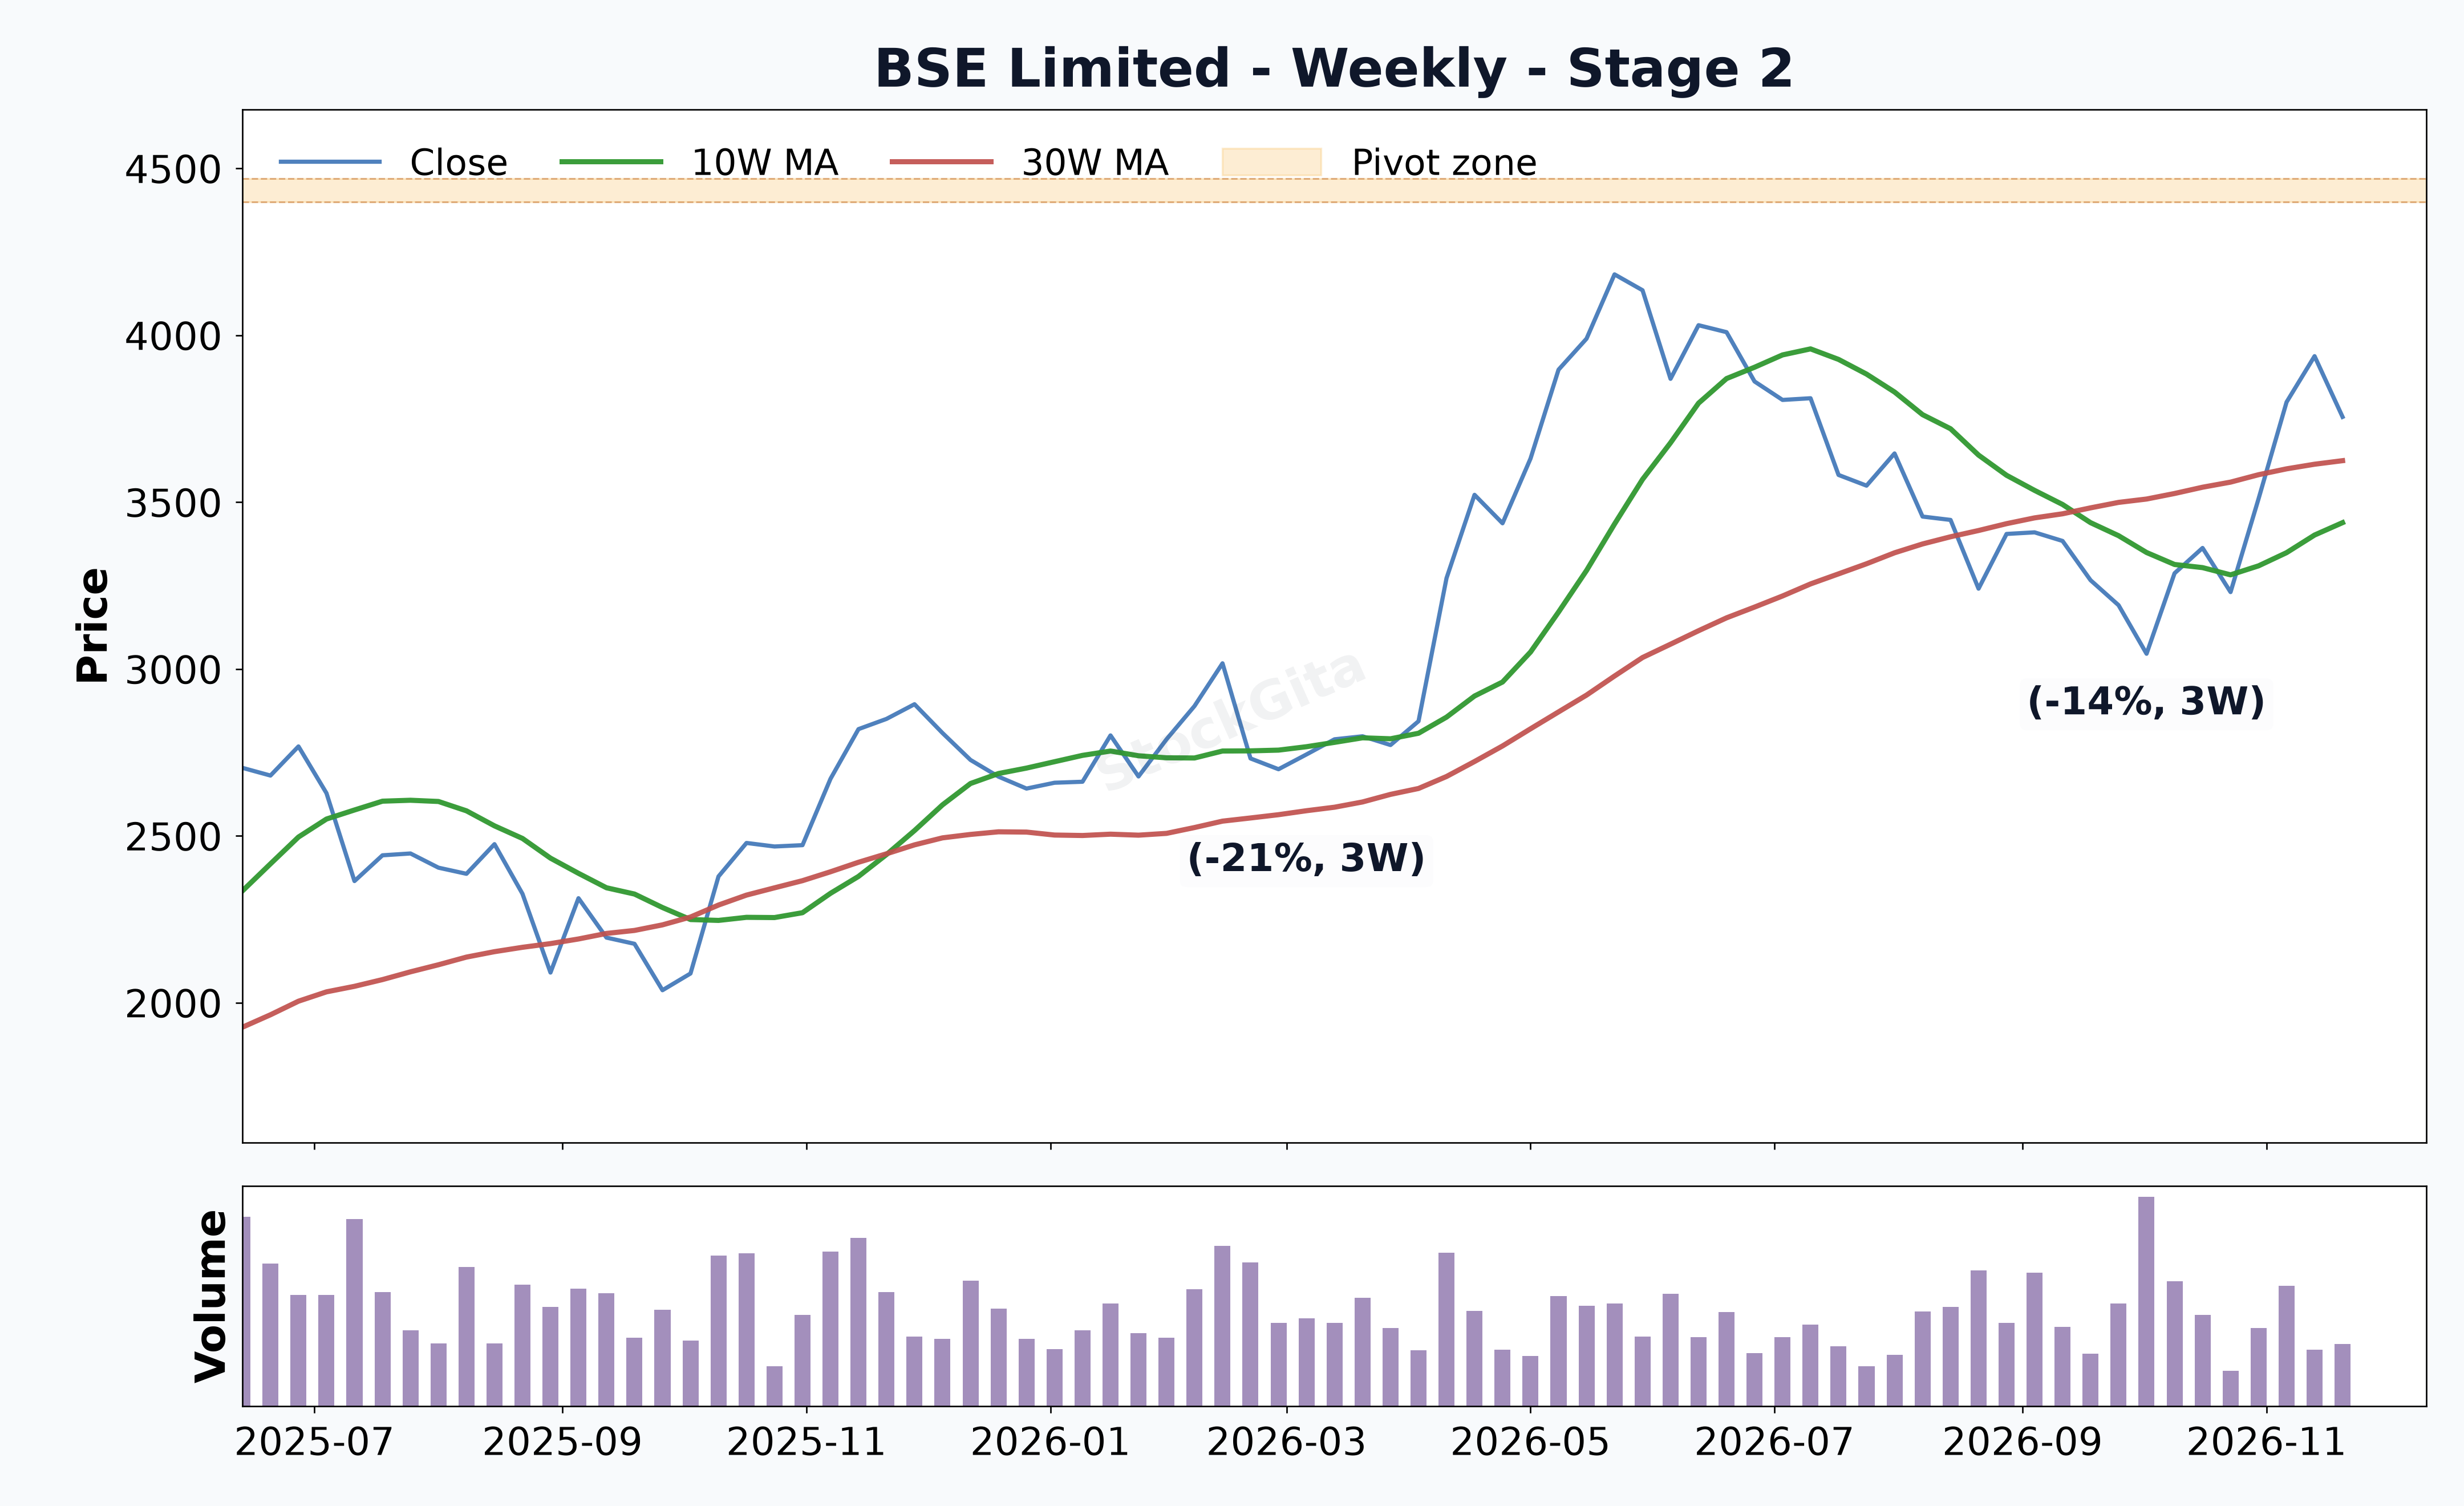 BSE Limited - Weekly - Stage 2
Close 10W MA 30W MA Pivot zone
4500
4000
3500
3000
2500
2000
Price
StockGita
(-14%, 3W)
(-21%, 3W)
Volume
2025-07 2025-09 2025-11 2026-01 2026-03 2026-05 2026-07 2026-09 2026-11